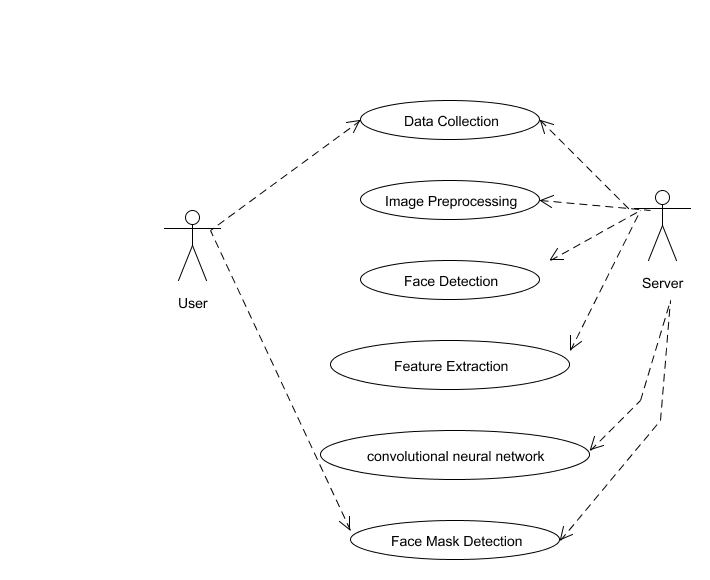 Data Collection
Image Preprocessing
Face Detection
Server
User
Feature Extraction
convolutional neural network
Face Mask Detection